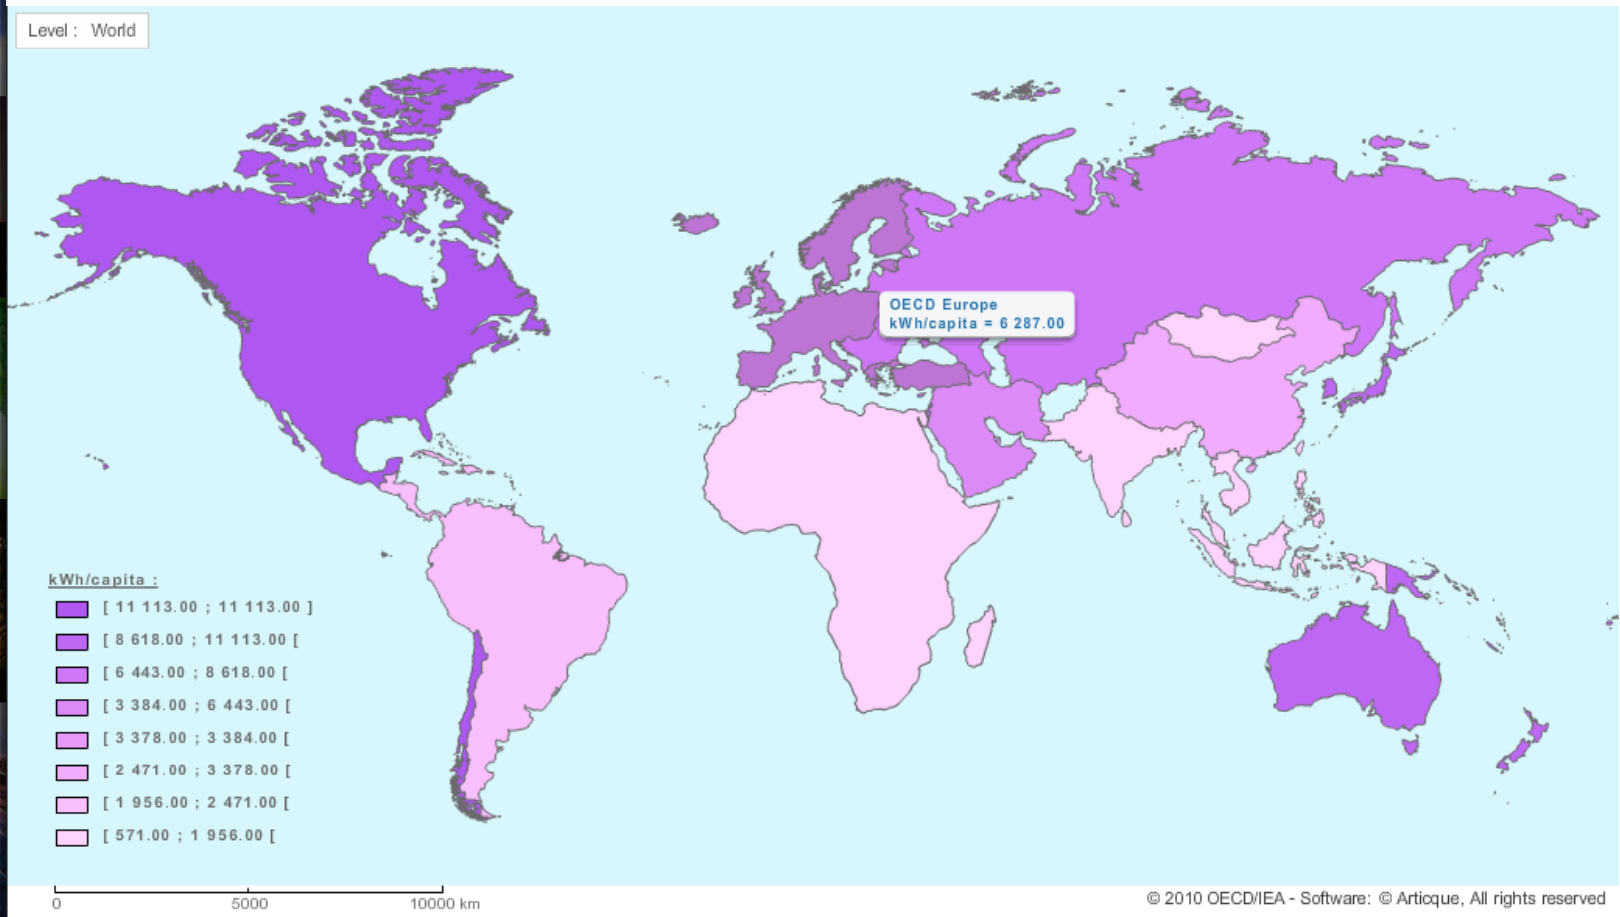 Level : World
OECD Europe
kWh/capita = 6 287.00
kWh/capita :
[ 11 113.00 ; 11 113.00 ]
[ 8 618.00 ; 11 113.00 [
[ 6 443.00 ; 8 618.00 [
[ 3 384.00 ; 6 443.00 [
[ 3 378.00 ; 3 384.00 [
[ 2 471.00 ; 3 378.00 [
[ 1 956.00 ; 2 471.00 [
[ 571.00 ; 1 956.00 [
0 5000 10000 km
© 2010 OECD/IEA - Software: © Articque, All rights reserved